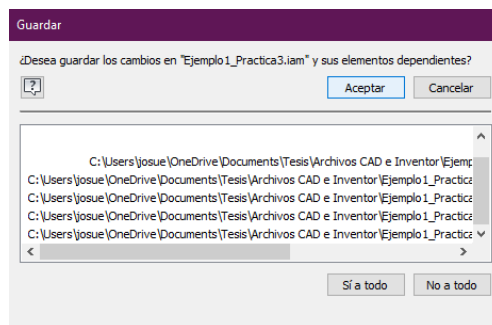 Guardar
¿Desea guardar los cambios en "Ejemplo1_Practica3.iam" y sus elementos dependientes?
Aceptar Cancelar
C:\Users\josue\OneDrive\Documents\Tesis\Archivos CAD e Inventor\Ejemp
C:\Users\josue\OneDrive\Documents\Tesis\Archivos CAD e Inventor\Ejemplo1_Practica
C:\Users\josue\OneDrive\Documents\Tesis\Archivos CAD e Inventor\Ejemplo1_Practica
C:\Users\josue\OneDrive\Documents\Tesis\Archivos CAD e Inventor\Ejemplo1_Practica
C:\Users\josue\OneDrive\Documents\Tesis\Archivos CAD e Inventor\Ejemplo1_Practica
Sí a todo No a todo